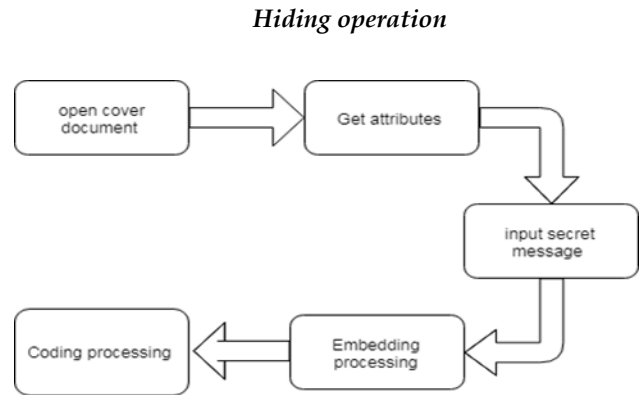 Hiding operation
open cover
document
Get attributes
input secret
message
Embedding
processing
Coding processing